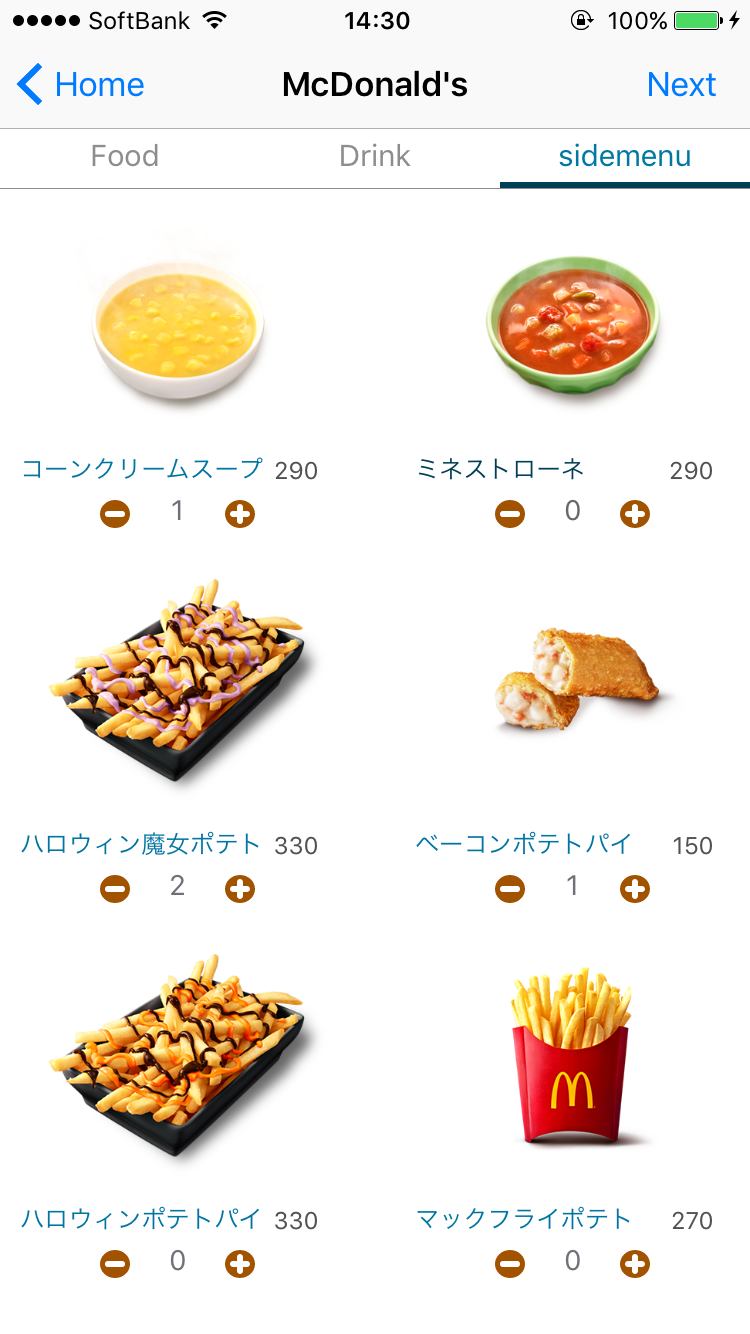 SoftBank 14:30 100%
Home McDonald's Next
Food Drink sidemenu
コーンクリームスープ 290 ミネストローネ 290
1 0
ハロウィン魔女ポテト 330 ベーコンポテトパイ 150
2 1
ハロウィンポテトパイ 330 マックフライポテト 270
0 0